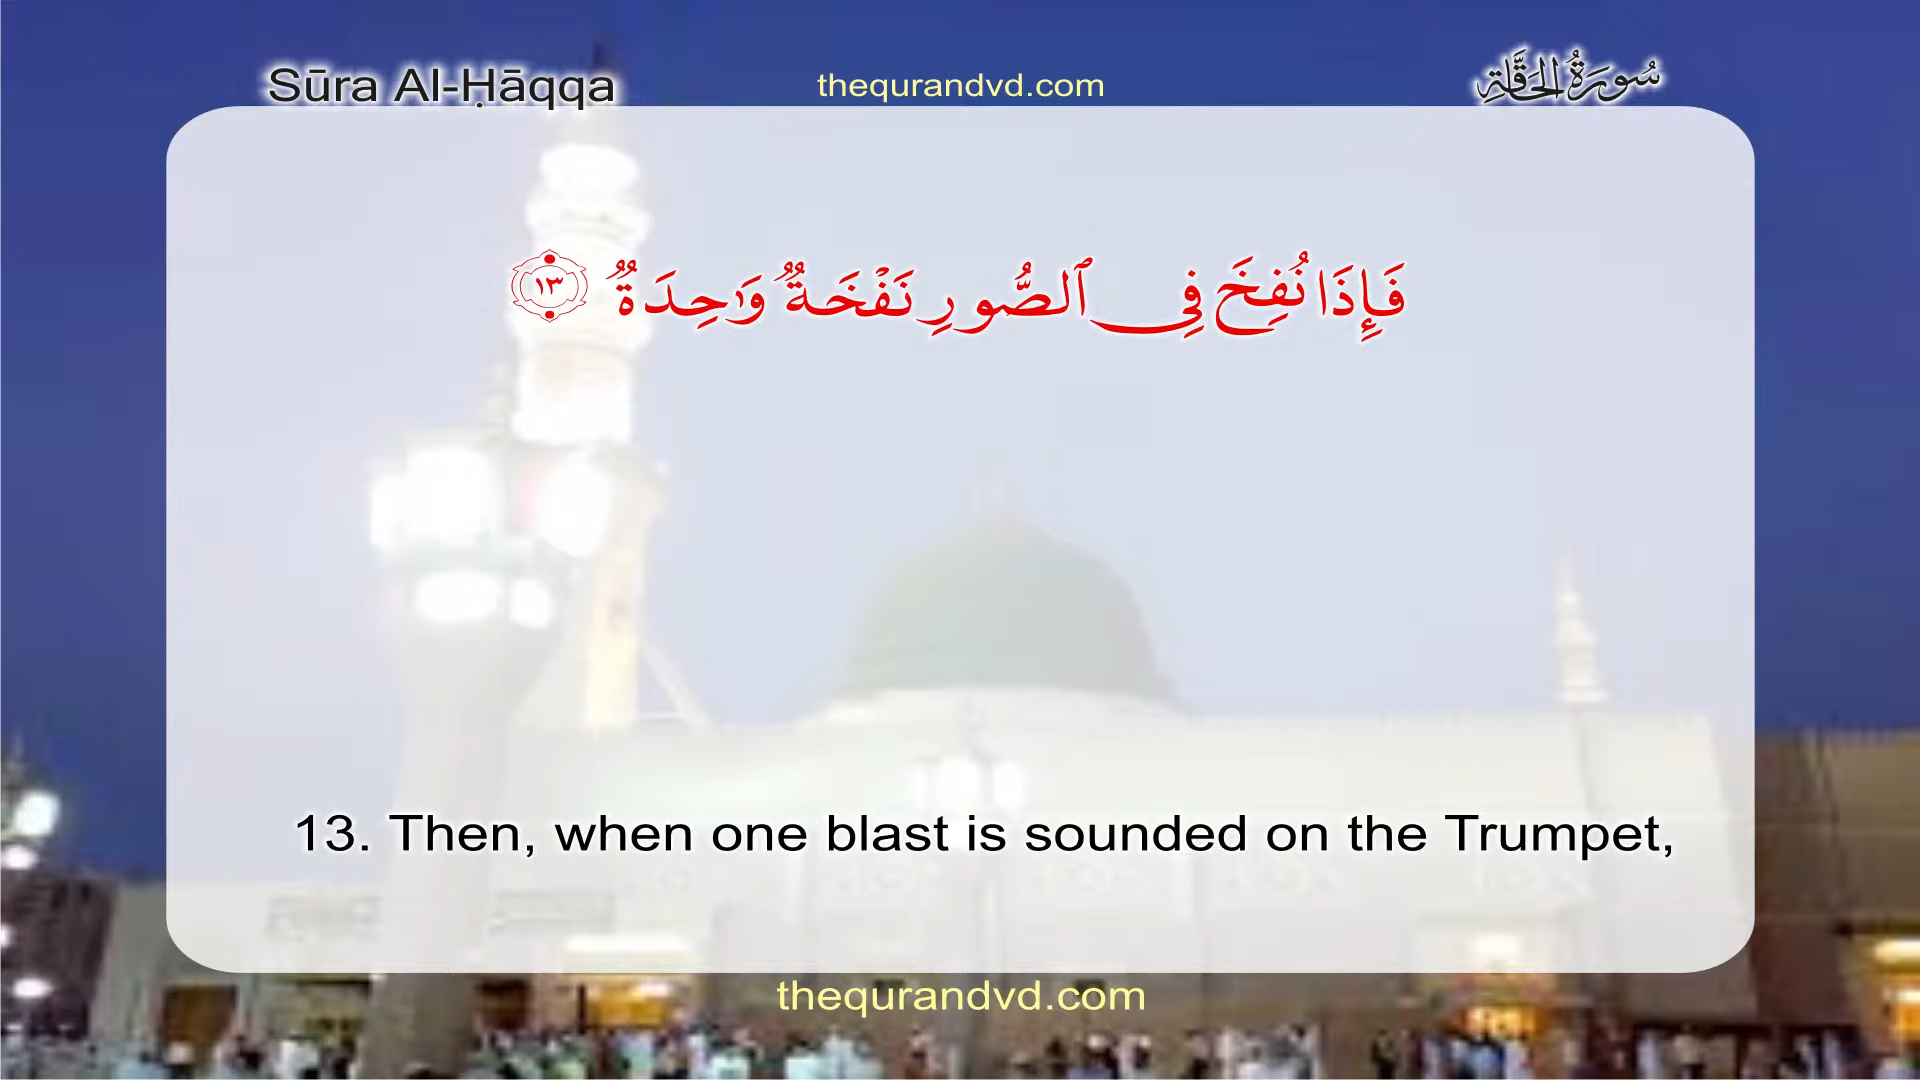 Sūra Al-Ḥāqqa
thequrandvd.com
سُورَةُ الحَاقَّةِ
فَإِذَا نُفِخَ فِى ٱلصُّورِ نَفْخَةٌ وَٰحِدَةٌ ١٣
13. Then, when one blast is sounded on the Trumpet,
thequrandvd.com